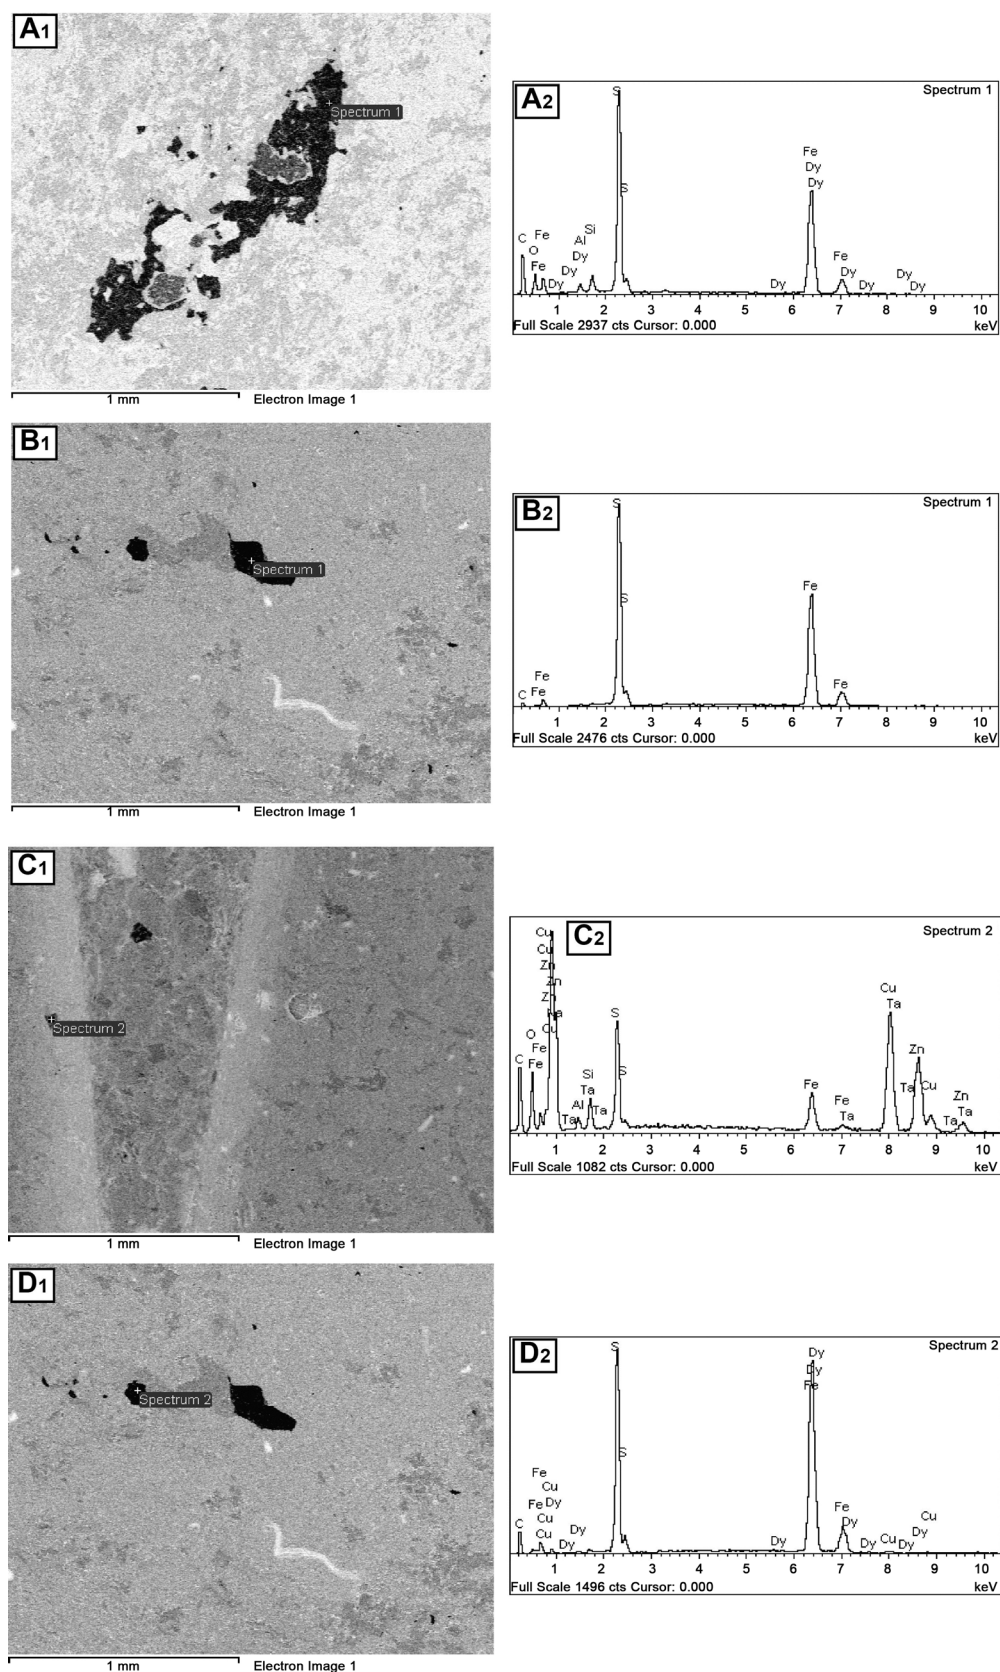 A1
Spectrum 1
1 mm Electron Image 1
A2
Spectrum 1
S
S
Fe
Dy
Dy
C
O
Fe
Fe
Dy
Dy
Al
Dy
Si
Dy
Fe
Dy
Dy
Dy
Dy
1 2 3 4 5 6 7 8 9 10
Full Scale 2937 cts Cursor: 0.000 keV
B1
Spectrum 1
1 mm Electron Image 1
B2
Spectrum 1
S
S
Fe
Fe
C
Fe
Fe
1 2 3 4 5 6 7 8 9 10
Full Scale 2476 cts Cursor: 0.000 keV
C1
Spectrum 2
1 mm Electron Image 1
C2
Spectrum 2
Cu
Cu
Zn
Cu
C
O
Fe
Fe
Ta
Al
Si
Ta
Ta
S
S
Fe
Fe
Ta
Cu
Ta
Ta
Zn
Cu
Ta
Zn
Ta
1 2 3 4 5 6 7 8 9 10
Full Scale 1082 cts Cursor: 0.000 keV
D1
Spectrum 2
1 mm Electron Image 1
D2
Spectrum 2
S
S
Dy
Dy
Fe
C
Fe
Fe
Cu
Dy
Cu
Cu
Dy
Dy
Dy
Fe
Dy
Dy
Cu
Dy
Dy
Cu
1 2 3 4 5 6 7 8 9 10
Full Scale 1496 cts Cursor: 0.000 keV